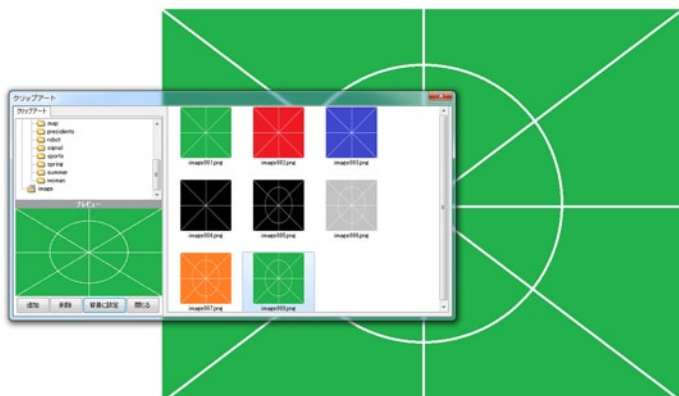 クリップアート
クリップアート
map
presidents
robot
signal
sports
spring
summer
woman
image
プレビュー
追加
削除
背景に設定
閉じる
image001.png
image002.png
image003.png
image004.png
image005.png
image006.png
image007.png
image008.png